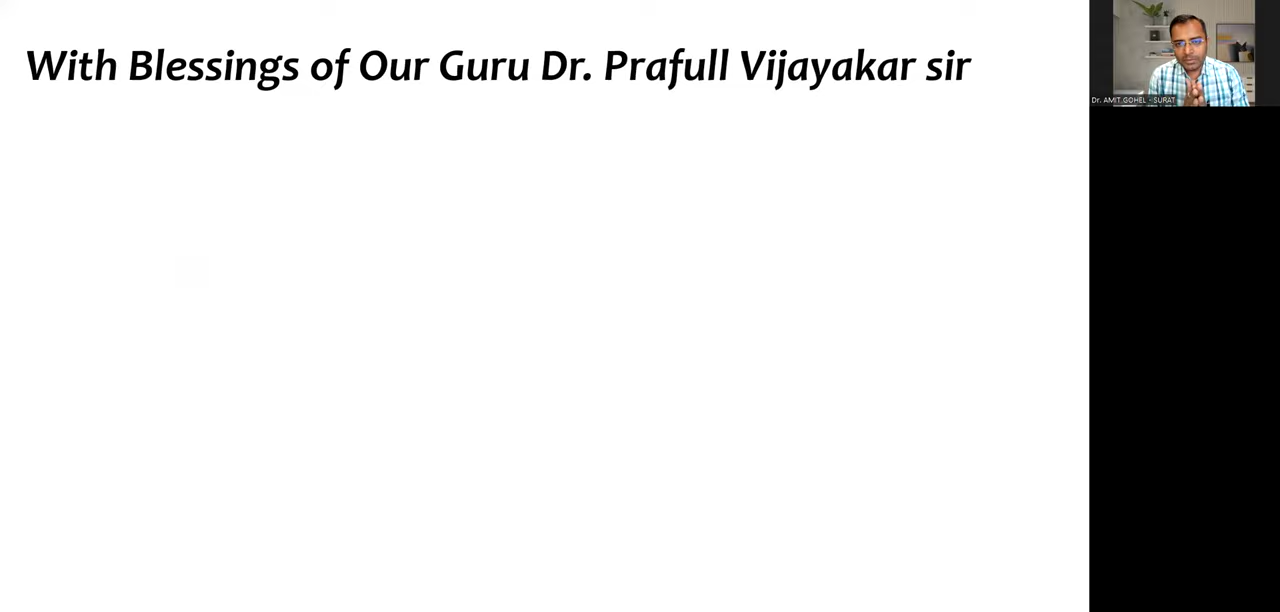 With Blessings of Our Guru Dr. Prafull Vijayakar sir
Dr. AMIT GOHEL - SURAT